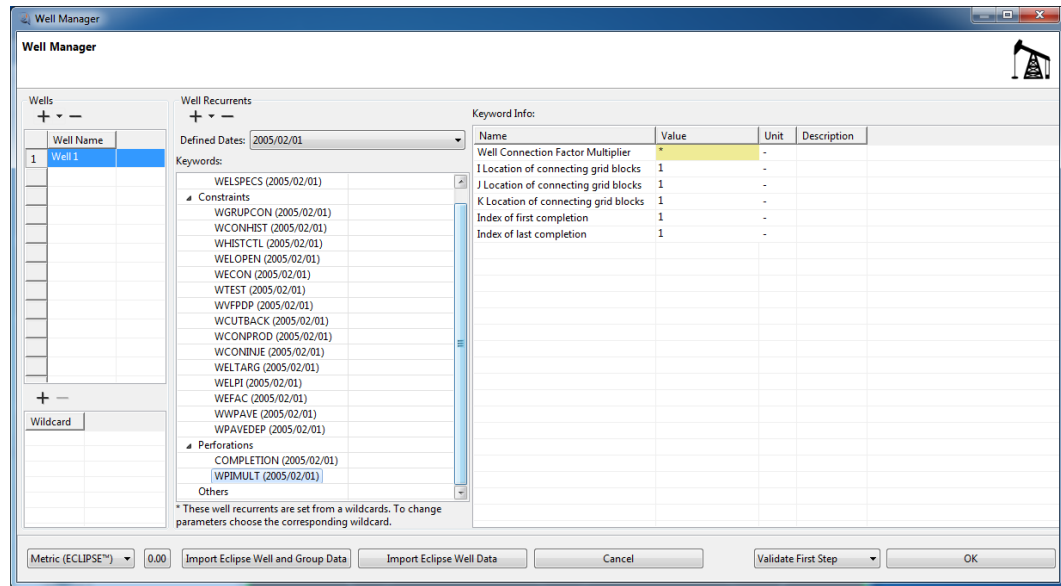 Well Manager
Well Manager
Wells
Well Name
1 Well 1
Wildcard
Well Recurrents
Defined Dates: 2005/02/01
Keywords:
WELSPECS (2005/02/01)
Constraints
WGRUPCON (2005/02/01)
WCONHIST (2005/02/01)
WHISTCTL (2005/02/01)
WELOPEN (2005/02/01)
WECON (2005/02/01)
WTEST (2005/02/01)
WVFPDP (2005/02/01)
WCUTBACK (2005/02/01)
WCONPROD (2005/02/01)
WCONINJE (2005/02/01)
WELTARG (2005/02/01)
WELPI (2005/02/01)
WEFAC (2005/02/01)
WWPAVE (2005/02/01)
WPAVEDEP (2005/02/01)
Perforations
COMPLETION (2005/02/01)
WPIMULT (2005/02/01)
Others
* These well recurrents are set from a wildcards. To change
parameters choose the corresponding wildcard.
Keyword Info:
Name Value Unit Description
Well Connection Factor Multiplier * -
I Location of connecting grid blocks 1 -
J Location of connecting grid blocks 1 -
K Location of connecting grid blocks 1 -
Index of first completion 1 -
Index of last completion 1 -
Metric (ECLIPSE™) 0.00 Import Eclipse Well and Group Data Import Eclipse Well Data Cancel Validate First Step OK